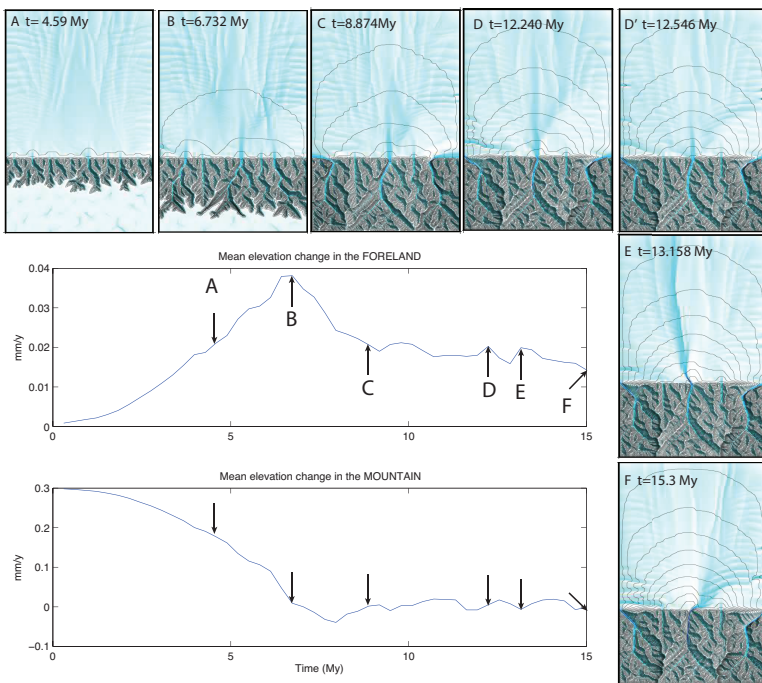 A t= 4.59 My
B t=6.732 My
C t=8.874My
D t=12.240 My
D' t=12.546 My
Mean elevation change in the FORELAND
0.04
0.03
0.02
0.01
0
mm/y
A
B
C
D
E
F
0 5 10 15
E t=13.158 My
Mean elevation change in the MOUNTAIN
0.3
0.2
0.1
0
−0.1
mm/y
0 5 10 15
Time (My)
F t=15.3 My